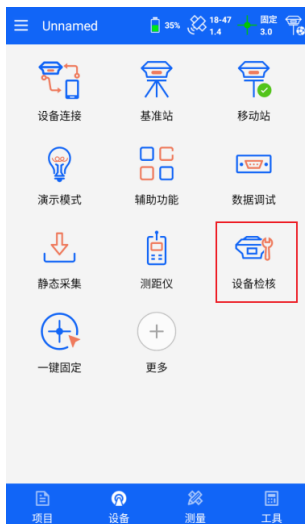 Unnamed
35%
18-47
1.4
固定
3.0
设备连接
基准站
移动站
演示模式
辅助功能
数据调试
静态采集
测距仪
设备检核
一键固定
更多
项目
设备
测量
工具